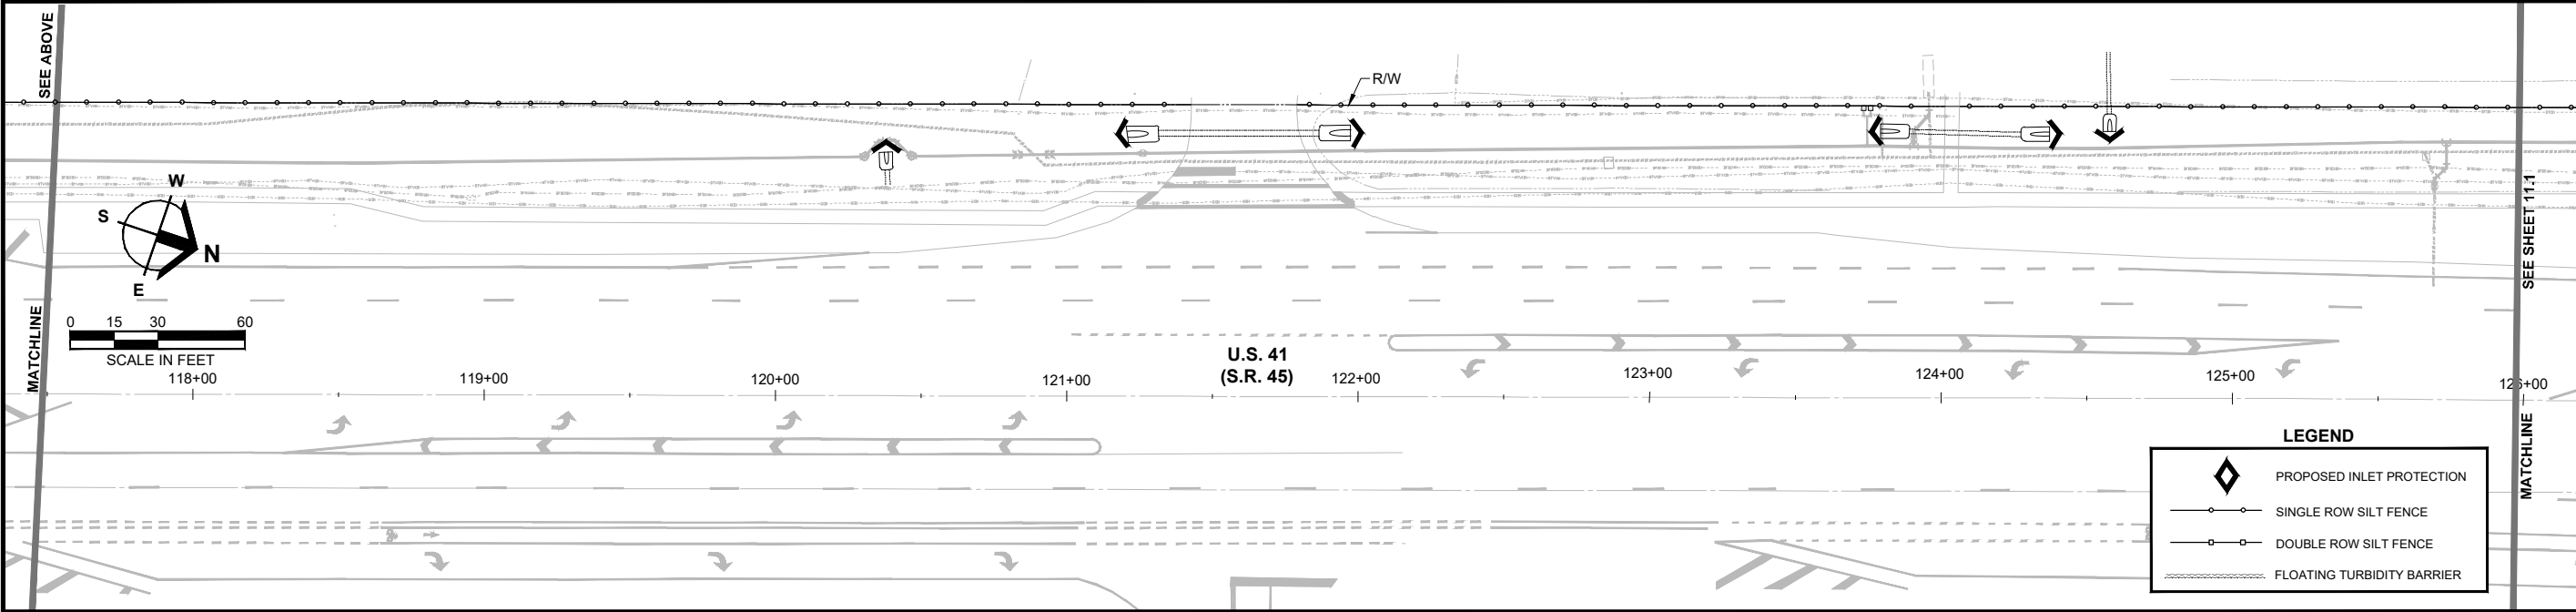 SEE ABOVE
R/W
W
S
N
E
SEE SHEET 11-1
0 15 30 60
SCALE IN FEET
MATCHLINE
U.S. 41
(S.R. 45)
118+00 119+00 120+00 121+00 122+00 123+00 124+00 125+00 126+00
MATCHLINE
LEGEND
PROPOSED INLET PROTECTION
SINGLE ROW SILT FENCE
DOUBLE ROW SILT FENCE
FLOATING TURBIDITY BARRIER